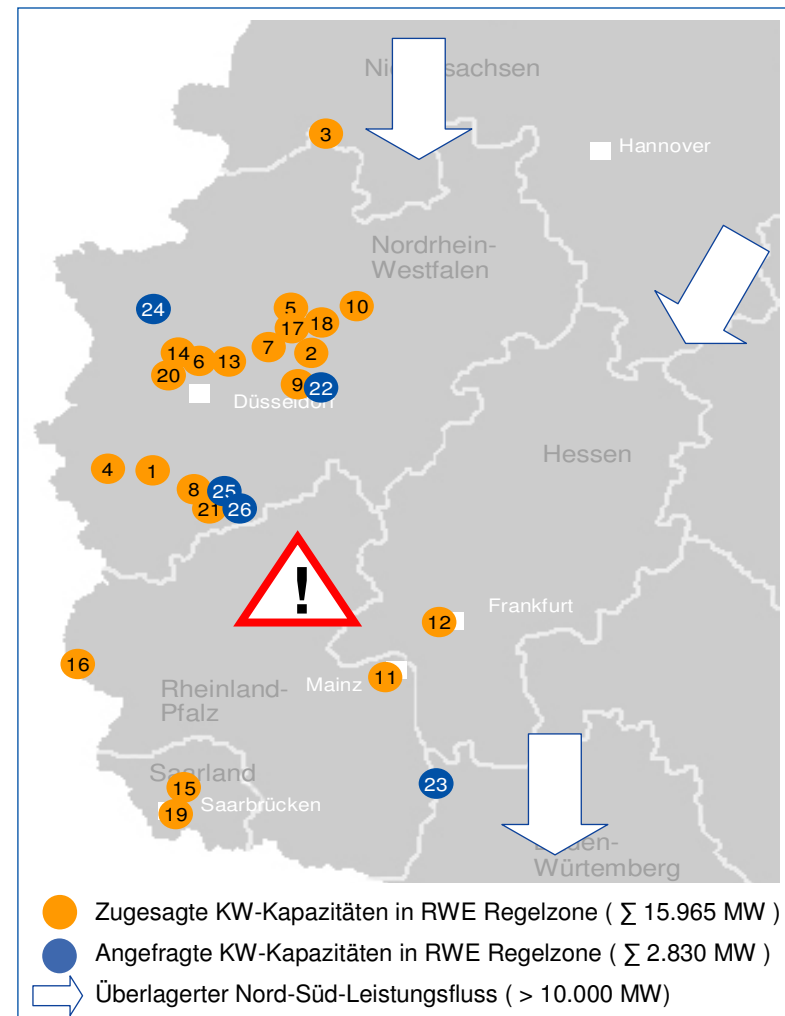 Niedersachsen
3
Hannover
Nordrhein-
Westfalen
24
5
10
17
18
14
6
13
7
2
20
9
22
Düsseldorf
Hessen
4
1
8
25
21
26
!
Frankfurt
12
16
Mainz
11
Rheinland-
Pfalz
Saarland
15
23
Saarbrücken
19
Baden-
Würtemberg
Zugesagte KW-Kapazitäten in RWE Regelzone ( ∑ 15.965 MW )
Angefragte KW-Kapazitäten in RWE Regelzone ( ∑ 2.830 MW )
Überlagerter Nord-Süd-Leistungsfluss ( > 10.000 MW)